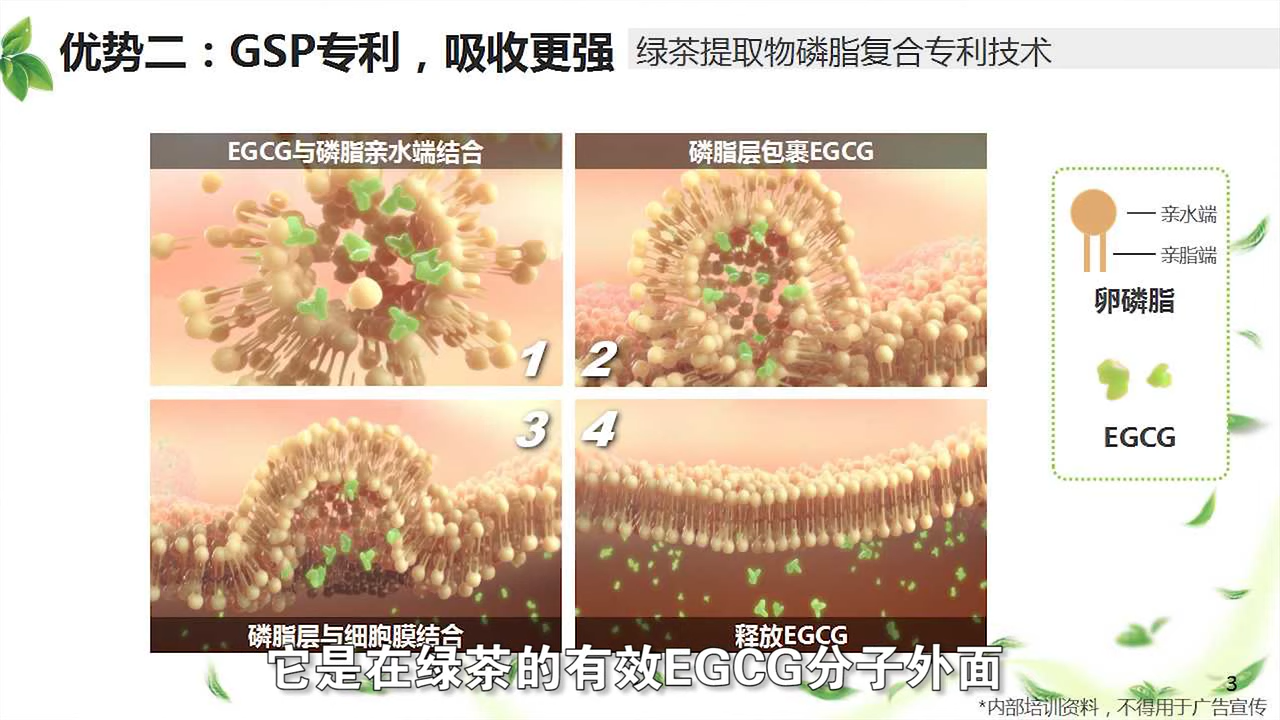 优势二：GSP专利，吸收更强
绿茶提取物磷脂复合专利技术
EGCG与磷脂亲水端结合
磷脂层包裹EGCG
1
2
3
4
磷脂层与细胞膜结合
释放EGCG
亲水端
亲脂端
卵磷脂
EGCG
它是在绿茶的有效EGCG分子外面
3
*内部培训资料，不得用于广告宣传